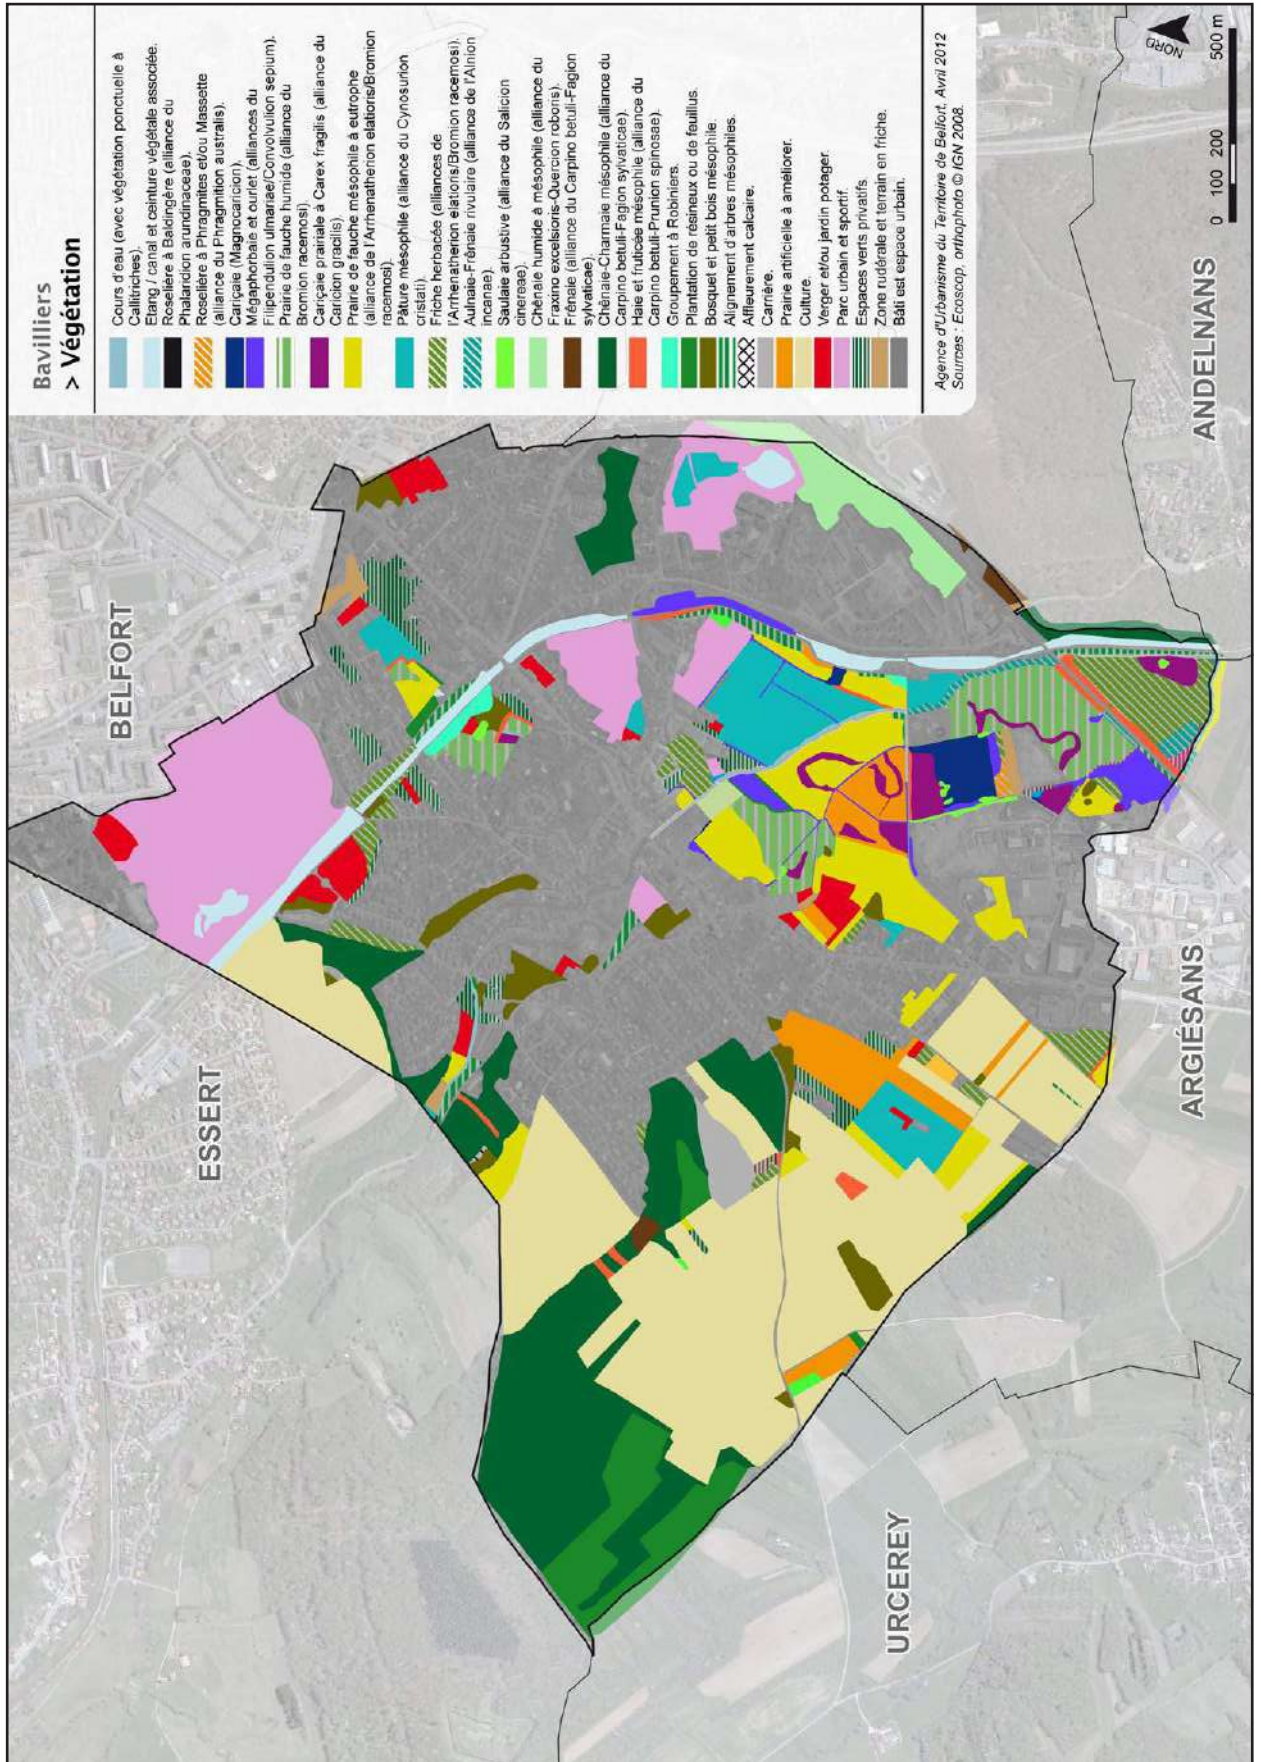 Bavilliers
> Végétation
Cours d'eau (avec végétation ponctuelle à
Callitriches).
Etang / canal et ceinture végétale associée.
Roselière à Baldingère (alliance du
Phalaridion arundinaceae).
Roselière à Phragmites et/ou Massette
(alliance du Phragmition australis).
Cariçaie (Magnocaricion).
Mégaphorbaie et ourlet (alliances du
Filipendulion ulmariae/Convolvulion sepium).
Prairie de fauche humide (alliance du
Bromion racemosi).
Cariçaie prairiale à Carex fragilis (alliance du
Caricion gracilis).
Prairie de fauche mésophile à eutrophe
(alliance de l'Arrhenatherion elatioris/Bromion
racemosi).
Pâture mésophile (alliance du Cynosurion
cristati).
Friche herbacée (alliances de
l'Arrhenatherion elatioris/Bromion racemosi).
Aulnaie-Frênaie rivulaire (alliance de l'Alnion
incanae).
Saulaie arbustive (alliance du Salicion
cinereae).
Chênaie humide à mésophile (alliance du
Fraxino excelsioris-Quercion roboris).
Frênaie (alliance du Carpino betuli-Fagion
sylvaticae).
Chênaie-Charmaie mésophile (alliance du
Carpino betuli-Fagion sylvaticae).
Haie et fruticée mésophile (alliance du
Carpino betuli-Prunion spinosae).
Groupement à Robiniers.
Plantation de résineux ou de feuillus.
Bosquet et petit bois mésophile.
Alignement d'arbres mésophiles.
Affleurement calcaire.
Carrière.
Prairie artificielle à améliorer.
Culture.
Verger et/ou jardin potager.
Parc urbain et sportif.
Espaces verts privatifs.
Zone rudérale et terrain en friche.
Bâti est espace urbain.
Agence d'Urbanisme du Territoire de Belfort, Avril 2012
Sources : Ecoscop, orthophoto © IGN 2008.
NORD
0 100 200 500 m
BELFORT
ESSERT
URCEREY
ARGIÉSANS
ANDELNANS